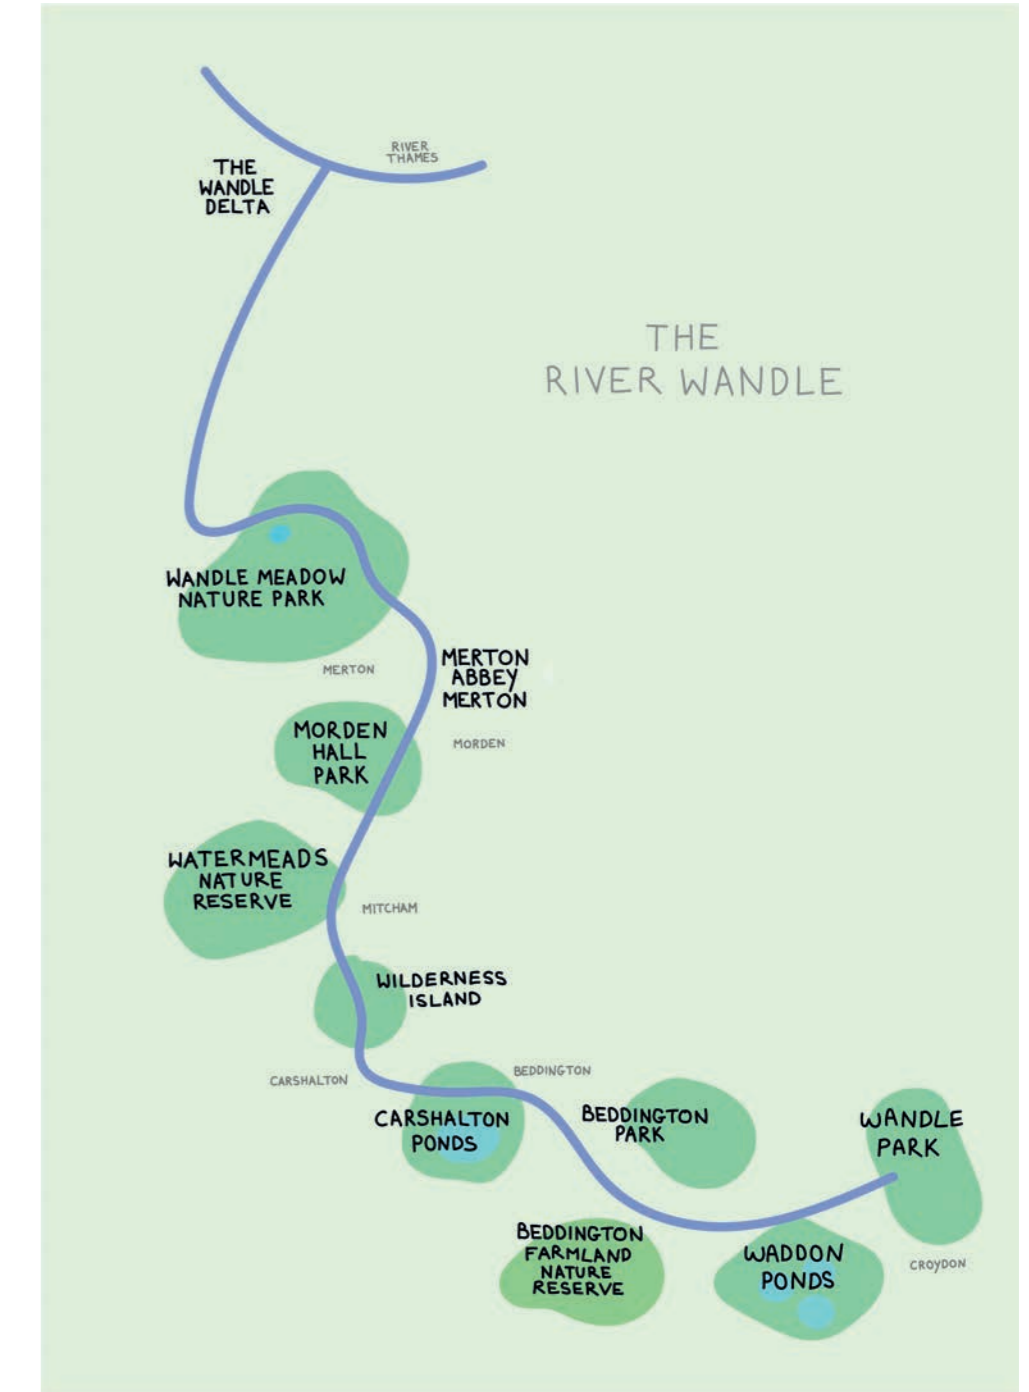 RIVER
THAMES
THE
WANDLE
DELTA
THE
RIVER WANDLE
WANDLE MEADOW
NATURE PARK
MERTON
ABBEY
MERTON
MERTON
MORDEN
HALL
PARK
MORDEN
WATERMEADS
NATURE
RESERVE
MITCHAM
WILDERNESS
ISLAND
CARSHALTON
BEDDINGTON
CARSHALTON
PONDS
BEDDINGTON
PARK
WANDLE
PARK
BEDDINGTON
FARMLAND
NATURE
RESERVE
WADDON
PONDS
CROYDON